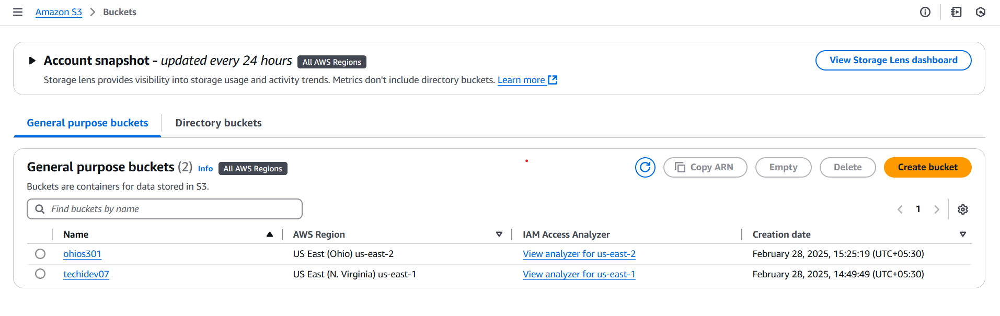 Amazon S3 > Buckets
Account snapshot - updated every 24 hours All AWS Regions View Storage Lens dashboard
Storage lens provides visibility into storage usage and activity trends. Metrics don't include directory buckets. Learn more
General purpose buckets Directory buckets
General purpose buckets (2) Info All AWS Regions Copy ARN Empty Delete Create bucket
Buckets are containers for data stored in S3.
Find buckets by name 1
Name AWS Region IAM Access Analyzer Creation date
ohios301 US East (Ohio) us-east-2 View analyzer for us-east-2 February 28, 2025, 15:25:19 (UTC+05:30)
techidev07 US East (N. Virginia) us-east-1 View analyzer for us-east-1 February 28, 2025, 14:49:49 (UTC+05:30)